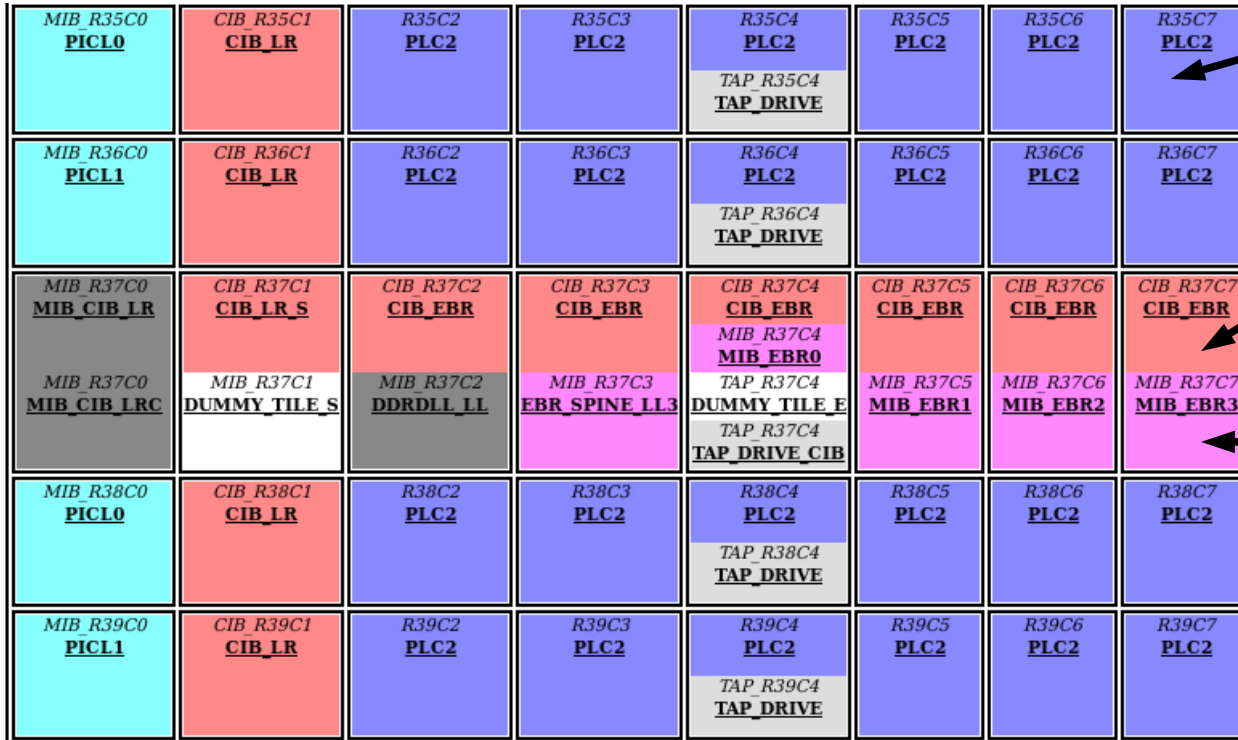 MIB_R35C0 CIB_R35C1 R35C2 R35C3 R35C4 R35C5 R35C6 R35C7
PICL0 CIB_LR PLC2 PLC2 PLC2 PLC2 PLC2 PLC2
TAP_R35C4
TAP_DRIVE
MIB_R36C0 CIB_R36C1 R36C2 R36C3 R36C4 R36C5 R36C6 R36C7
PICL1 CIB_LR PLC2 PLC2 PLC2 PLC2 PLC2 PLC2
TAP_R36C4
TAP_DRIVE
MIB_R37C0 CIB_R37C1 CIB_R37C2 CIB_R37C3 CIB_R37C4 CIB_R37C5 CIB_R37C6 CIB_R37C7
MIB_CIB_LR CIB_LR_S CIB_EBR CIB_EBR CIB_EBR CIB_EBR CIB_EBR CIB_EBR
MIB_R37C4
MIB_EBR0
MIB_R37C0 MIB_R37C1 MIB_R37C2 MIB_R37C3 TAP_R37C4 MIB_R37C5 MIB_R37C6 MIB_R37C7
MIB_CIB_LRC DUMMY_TILE_S DDRDLL_LL EBR_SPINE_LL3 DUMMY_TILE_E MIB_EBR1 MIB_EBR2 MIB_EBR3
TAP_R37C4
TAP_DRIVE_CIB
MIB_R38C0 CIB_R38C1 R38C2 R38C3 R38C4 R38C5 R38C6 R38C7
PICL0 CIB_LR PLC2 PLC2 PLC2 PLC2 PLC2 PLC2
TAP_R38C4
TAP_DRIVE
MIB_R39C0 CIB_R39C1 R39C2 R39C3 R39C4 R39C5 R39C6 R39C7
PICL1 CIB_LR PLC2 PLC2 PLC2 PLC2 PLC2 PLC2
TAP_R39C4
TAP_DRIVE